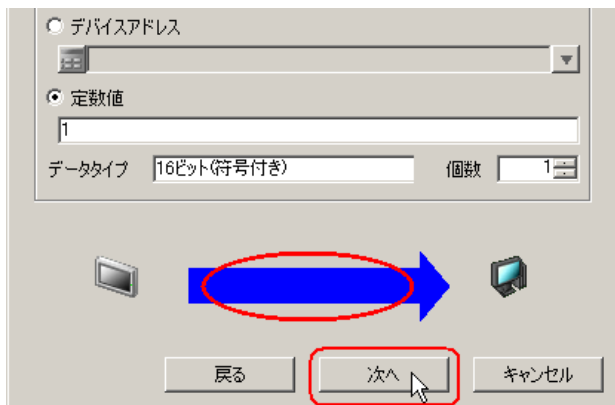 デバイスアドレス
定数値
1
データタイプ 16ビット(符号付き) 個数 1
戻る 次へ キャンセル